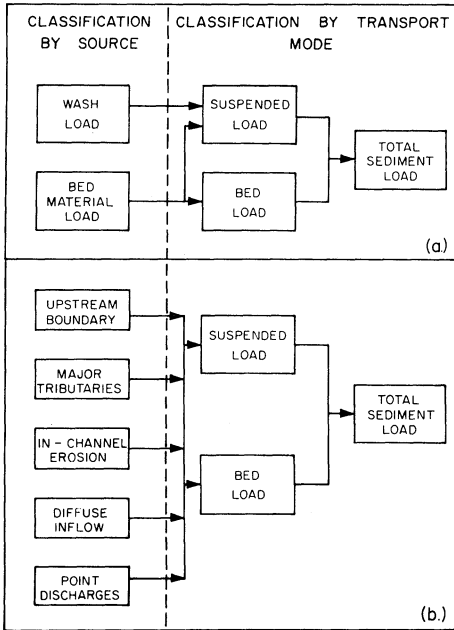 CLASSIFICATION
BY SOURCE
CLASSIFICATION BY TRANSPORT
MODE
WASH
LOAD
SUSPENDED
LOAD
TOTAL
SEDIMENT
LOAD
BED
MATERIAL
LOAD
BED
LOAD
(a.)
UPSTREAM
BOUNDARY
SUSPENDED
LOAD
MAJOR
TRIBUTARIES
TOTAL
SEDIMENT
LOAD
IN - CHANNEL
EROSION
BED
LOAD
DIFFUSE
INFLOW
POINT
DISCHARGES
(b.)